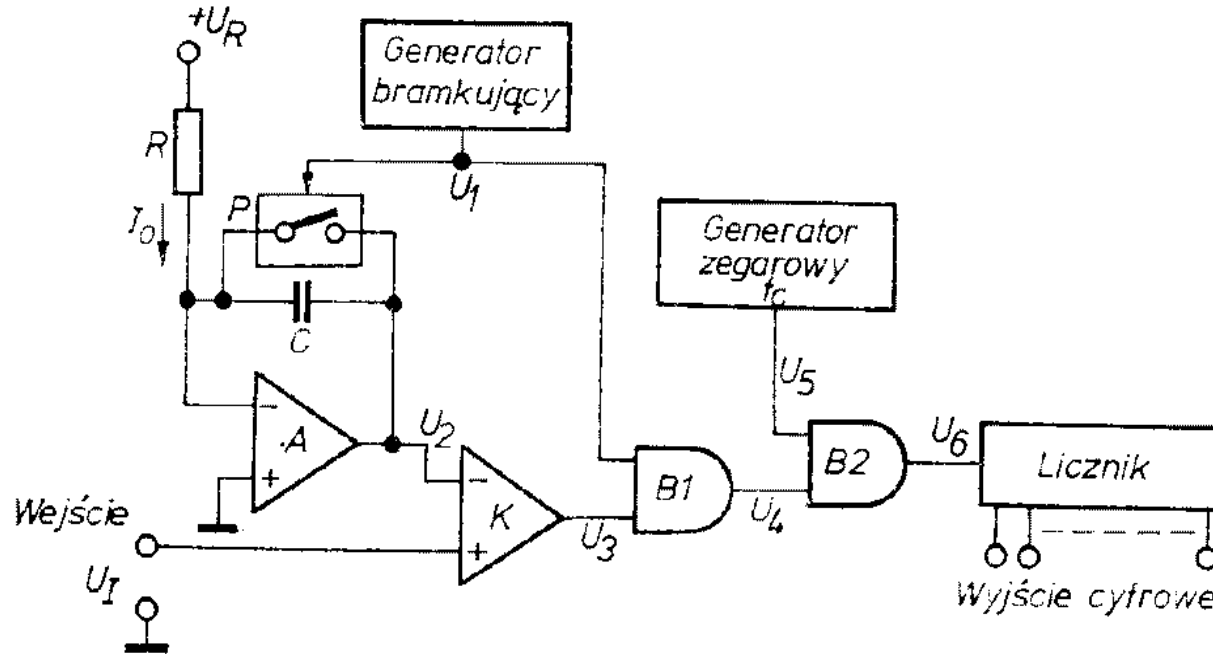 +U_R
Generator
bramkujący
R
I_0
P
U_1
Generator
zegarowy
f_c
C
U_5
−
A
+
U_2
U_6
B2
Licznik
−
K
+
B1
U_4
U_3
Wejście
U_I
Wyjście cyfrowe